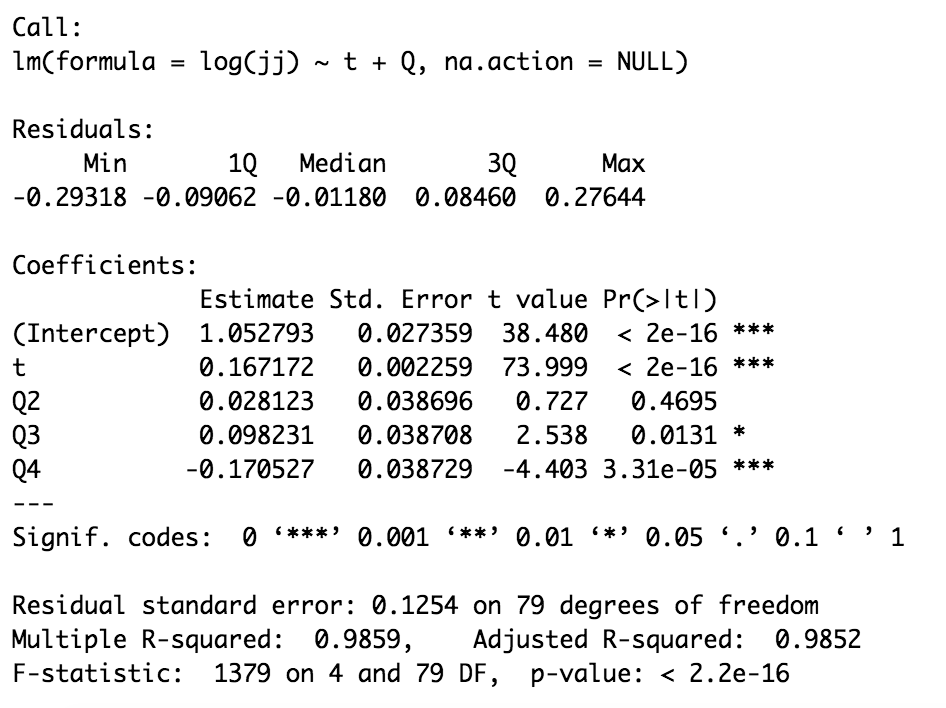 Call:
lm(formula = log(jj) ~ t + Q, na.action = NULL)
Residuals:
     Min       1Q   Median       3Q      Max
-0.29318 -0.09062 -0.01180  0.08460  0.27644
Coefficients:
             Estimate Std. Error t value Pr(>|t|)
(Intercept)  1.052793   0.027359  38.480  < 2e-16 ***
t            0.167172   0.002259  73.999  < 2e-16 ***
Q2           0.028123   0.038696   0.727   0.4695
Q3           0.098231   0.038708   2.538   0.0131 *
Q4          -0.170527   0.038729  -4.403 3.31e-05 ***
---
Signif. codes:  0 ‘***’ 0.001 ‘**’ 0.01 ‘*’ 0.05 ‘.’ 0.1 ‘ ’ 1
Residual standard error: 0.1254 on 79 degrees of freedom
Multiple R-squared:  0.9859,    Adjusted R-squared:  0.9852
F-statistic:  1379 on 4 and 79 DF,  p-value: < 2.2e-16